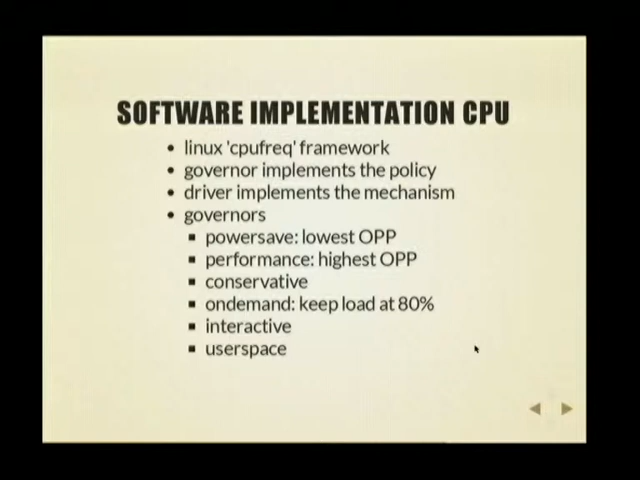 SOFTWARE IMPLEMENTATION CPU
linux 'cpufreq' framework
governor implements the policy
driver implements the mechanism
governors
powersave: lowest OPP
performance: highest OPP
conservative
ondemand: keep load at 80%
interactive
userspace